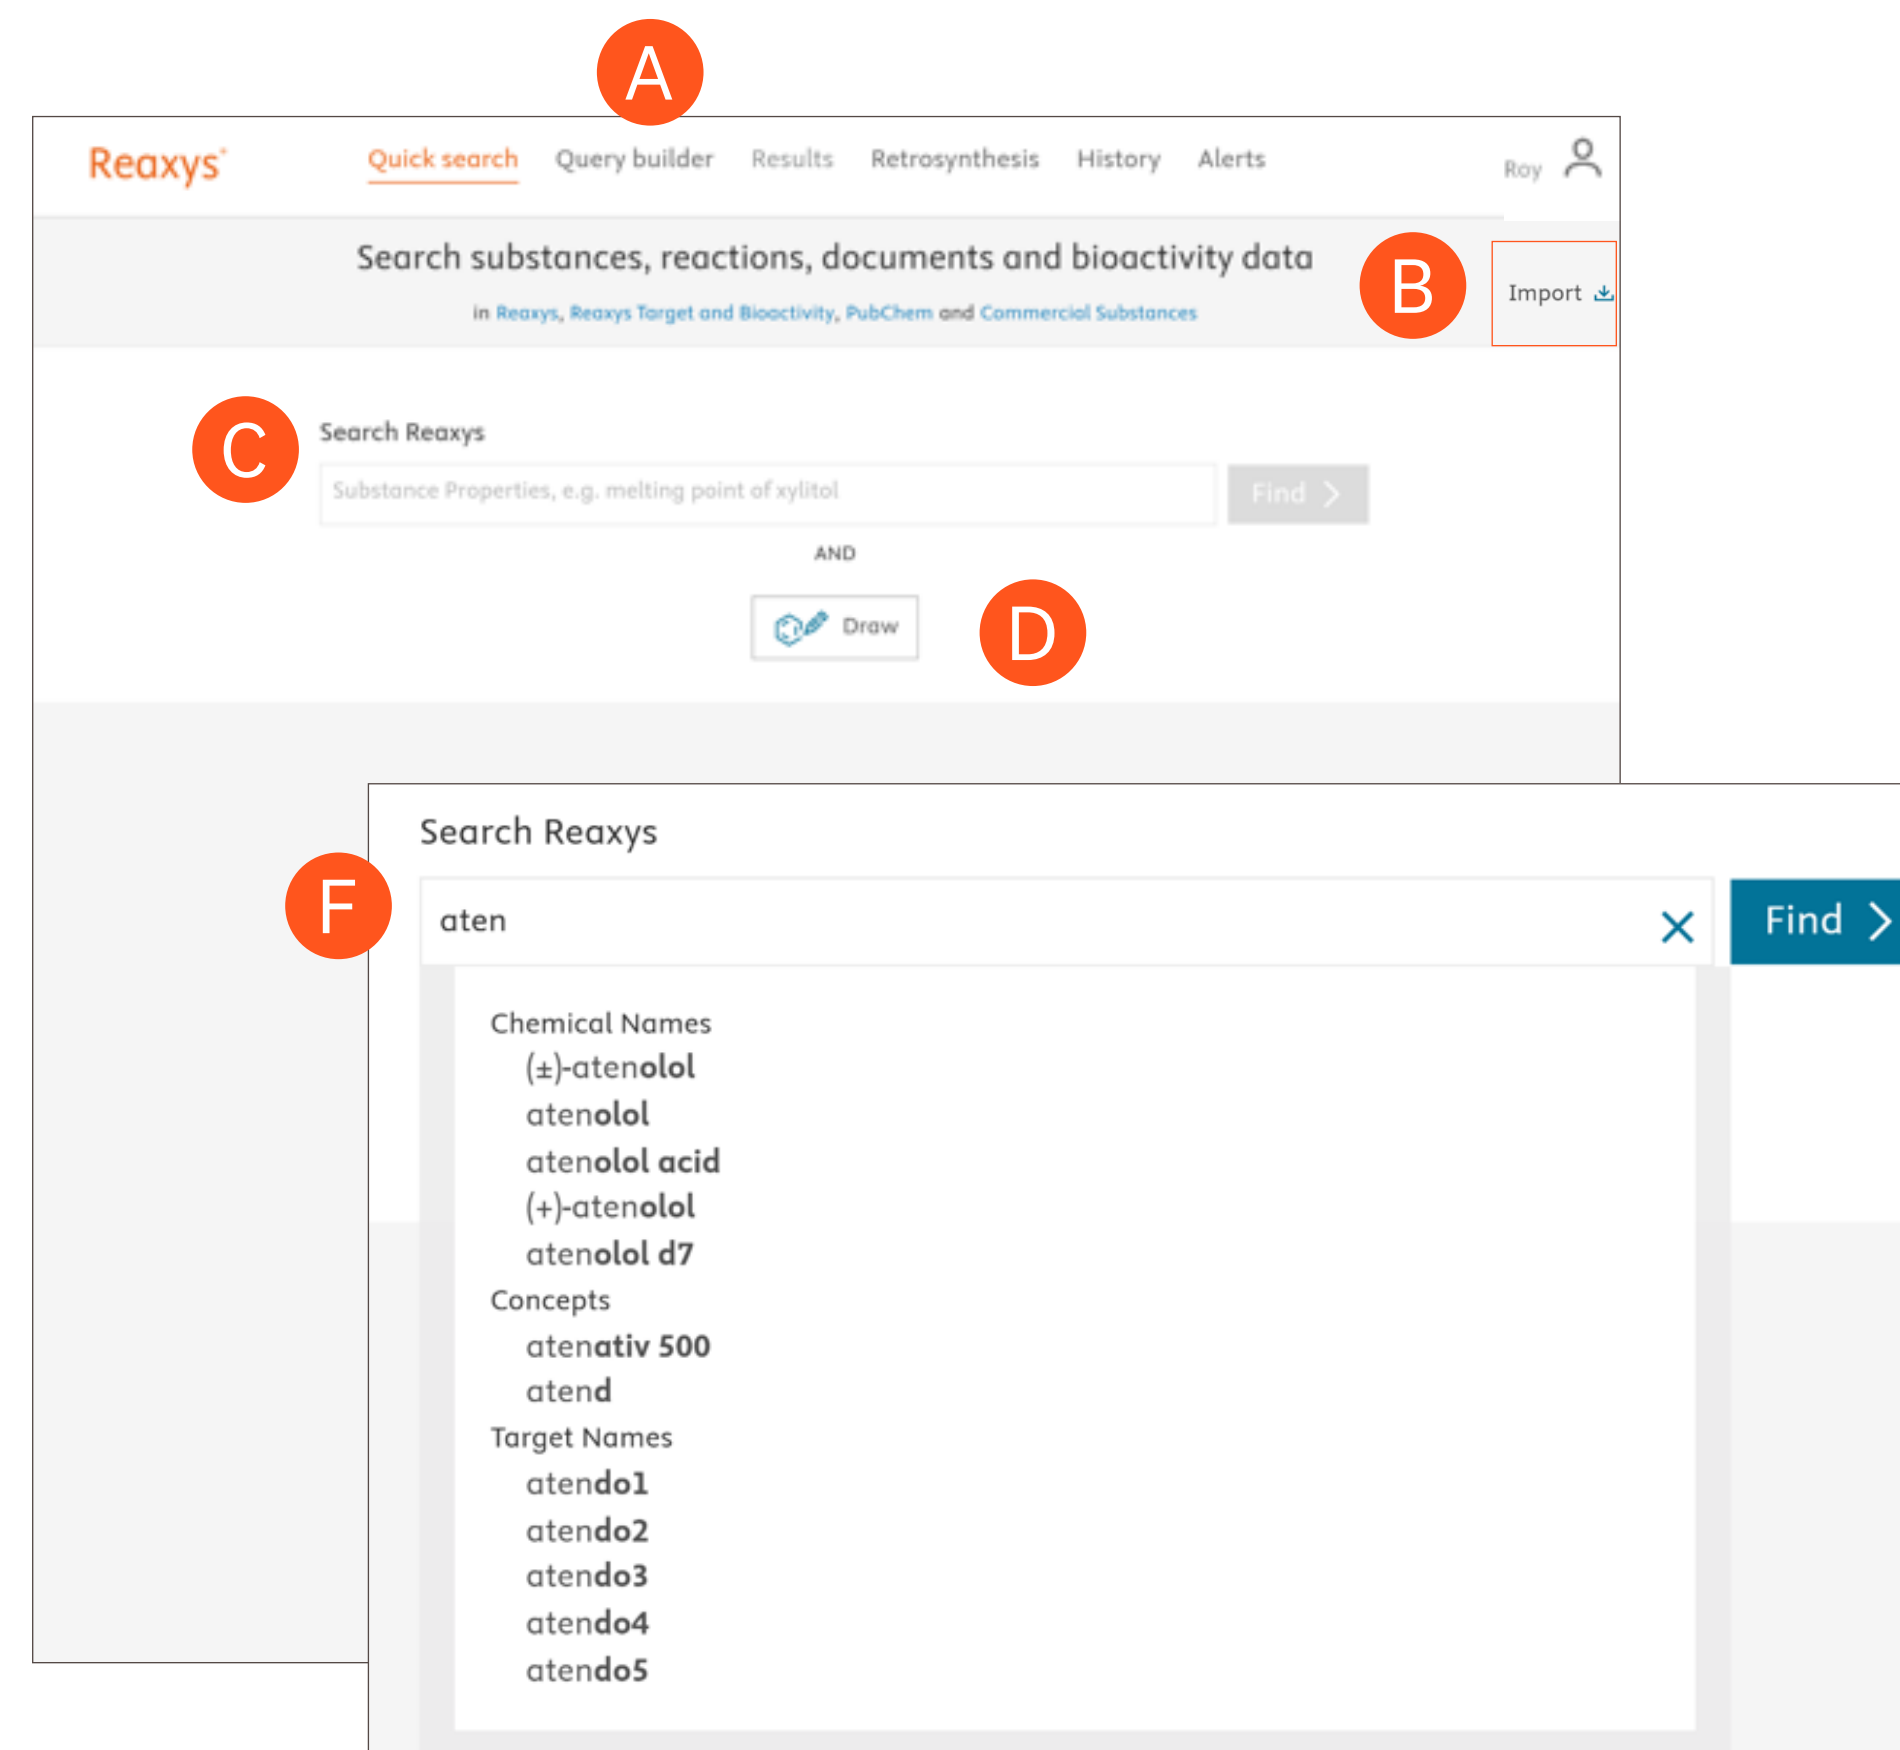 A
Reaxys Quick search Query builder Results Retrosynthesis History Alerts Roy
Search substances, reactions, documents and bioactivity data
in Reaxys, Reaxys Target and Bioactivity, PubChem and Commercial Substances
B
Import
C
Search Reaxys
Substance Properties, e.g. melting point of xylitol
Find
AND
Draw
D
Search Reaxys
F
aten
Find
Chemical Names
(±)-atenolol
atenolol
atenolol acid
(+)-atenolol
atenolol d7
Concepts
atenativ 500
atend
Target Names
atendo1
atendo2
atendo3
atendo4
atendo5